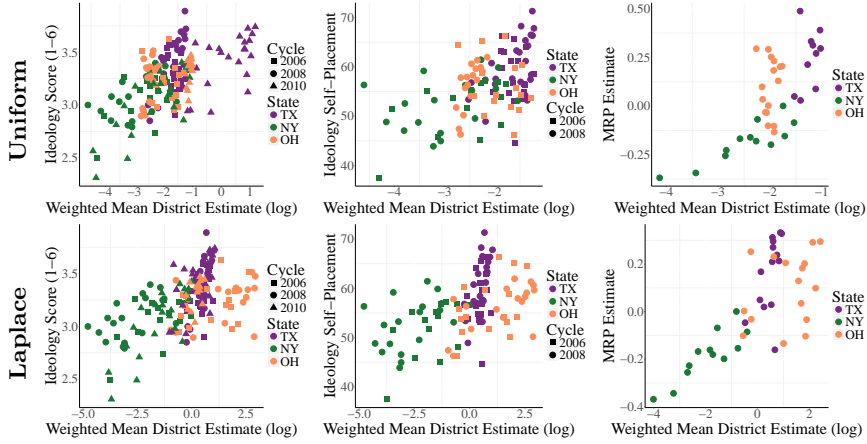 Uniform
Ideology Score (1−6)
3.5
3.0
2.5
−4 −3 −2 −1 0 1
Weighted Mean District Estimate (log)
Cycle
2006
2008
2010
State
TX
NY
OH
Ideology Self−Placement
70
60
50
40
−4 −3 −2 −1
Weighted Mean District Estimate (log)
State
TX
NY
OH
Cycle
2006
2008
MRP Estimate
0.50
0.25
0.00
−0.25
−4 −3 −2 −1
Weighted Mean District Estimate (log)
State
TX
NY
OH
Laplace
Ideology Score (1−6)
3.5
3.0
2.5
−5.0 −2.5 0.0 2.5
Weighted Mean District Estimate (log)
Cycle
2006
2008
2010
State
TX
NY
OH
Ideology Self−Placement
70
60
50
40
−5.0 −2.5 0.0 2.5
Weighted Mean District Estimate (log)
State
TX
NY
OH
Cycle
2006
2008
MRP Estimate
0.2
0.0
−0.2
−0.4
−4 −2 0 2
Weighted Mean District Estimate (log)
State
TX
NY
OH